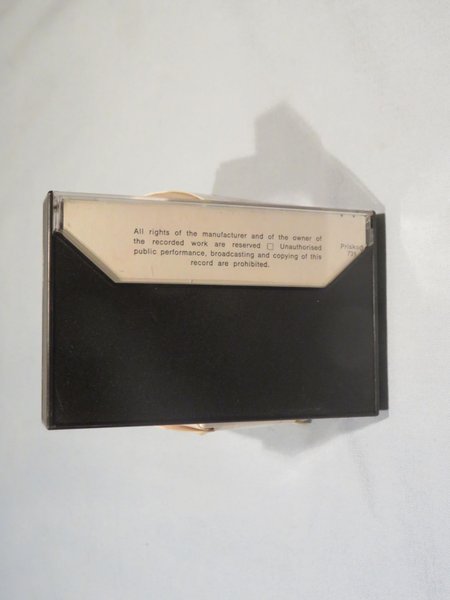 All rights of the manufacturer and of the owner of
the recorded work are reserved □ Unauthorised
public performance, broadcasting and copying of this
record are prohibited.